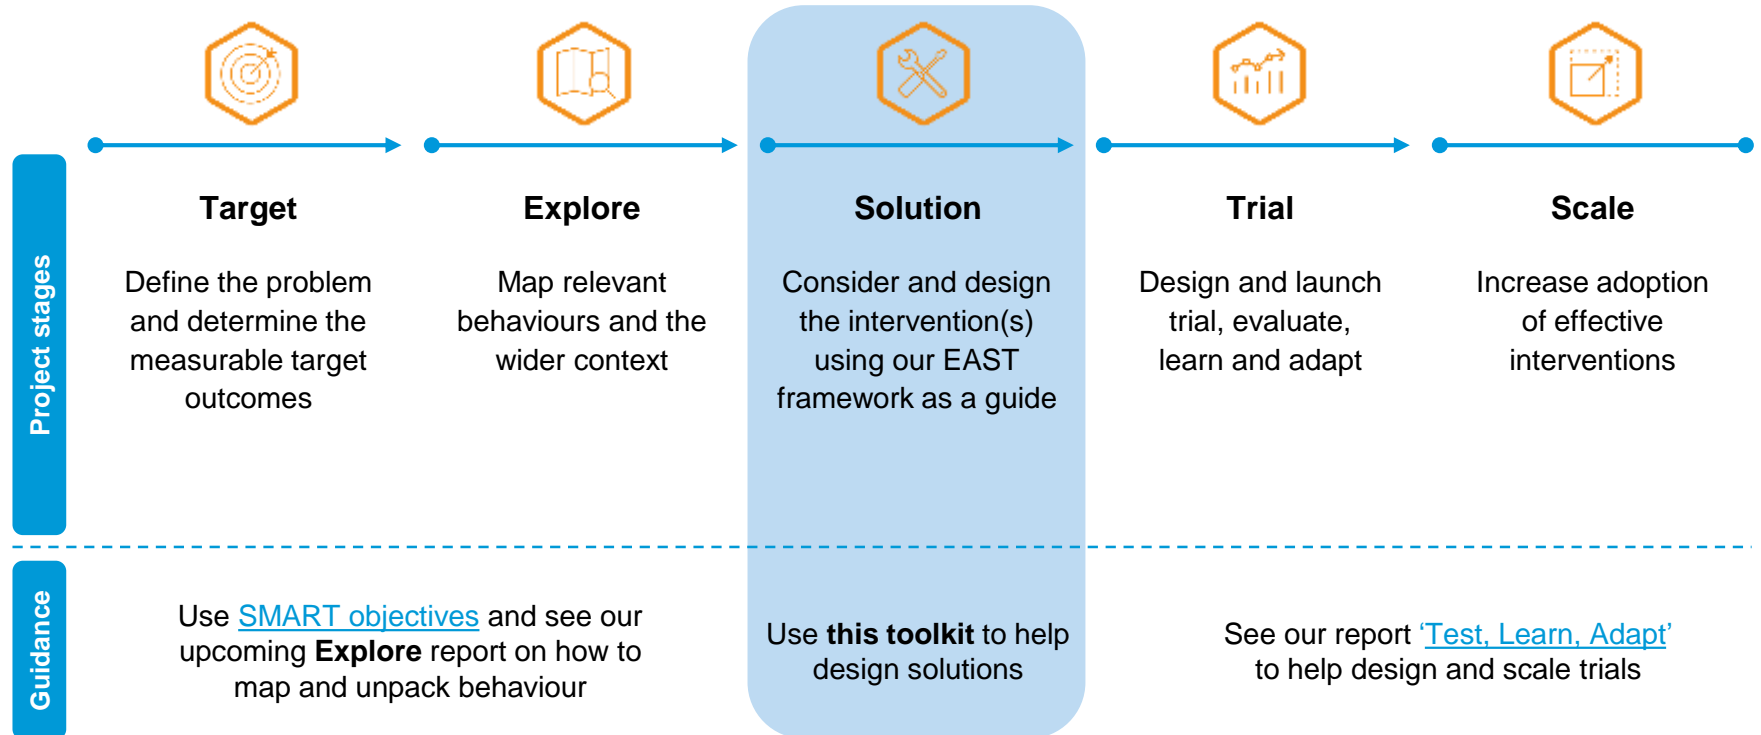 Project stages
Target
Define the problem
and determine the
measurable target
outcomes
Explore
Map relevant
behaviours and the
wider context
Solution
Consider and design
the intervention(s)
using our EAST
framework as a guide
Trial
Design and launch
trial, evaluate,
learn and adapt
Scale
Increase adoption
of effective
interventions
Guidance
Use SMART objectives and see our
upcoming Explore report on how to
map and unpack behaviour
Use this toolkit to help
design solutions
See our report ‘Test, Learn, Adapt’
to help design and scale trials